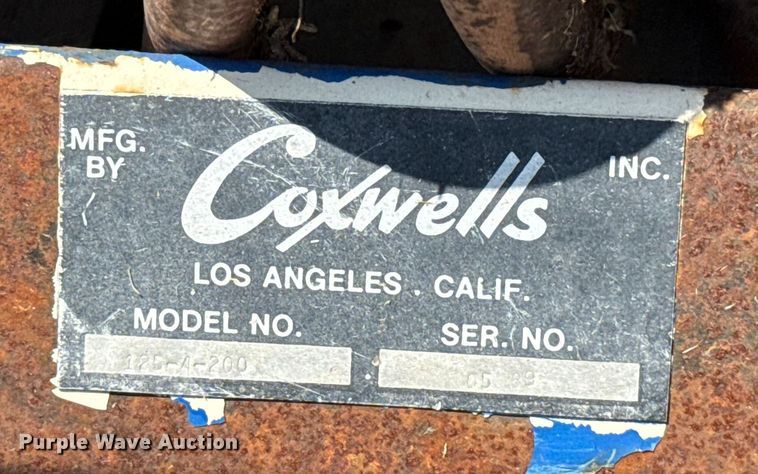 MFG.
BY
Coxwells
INC.
LOS ANGELES . CALIF.
MODEL NO.
SER. NO.
Purple Wave Auction